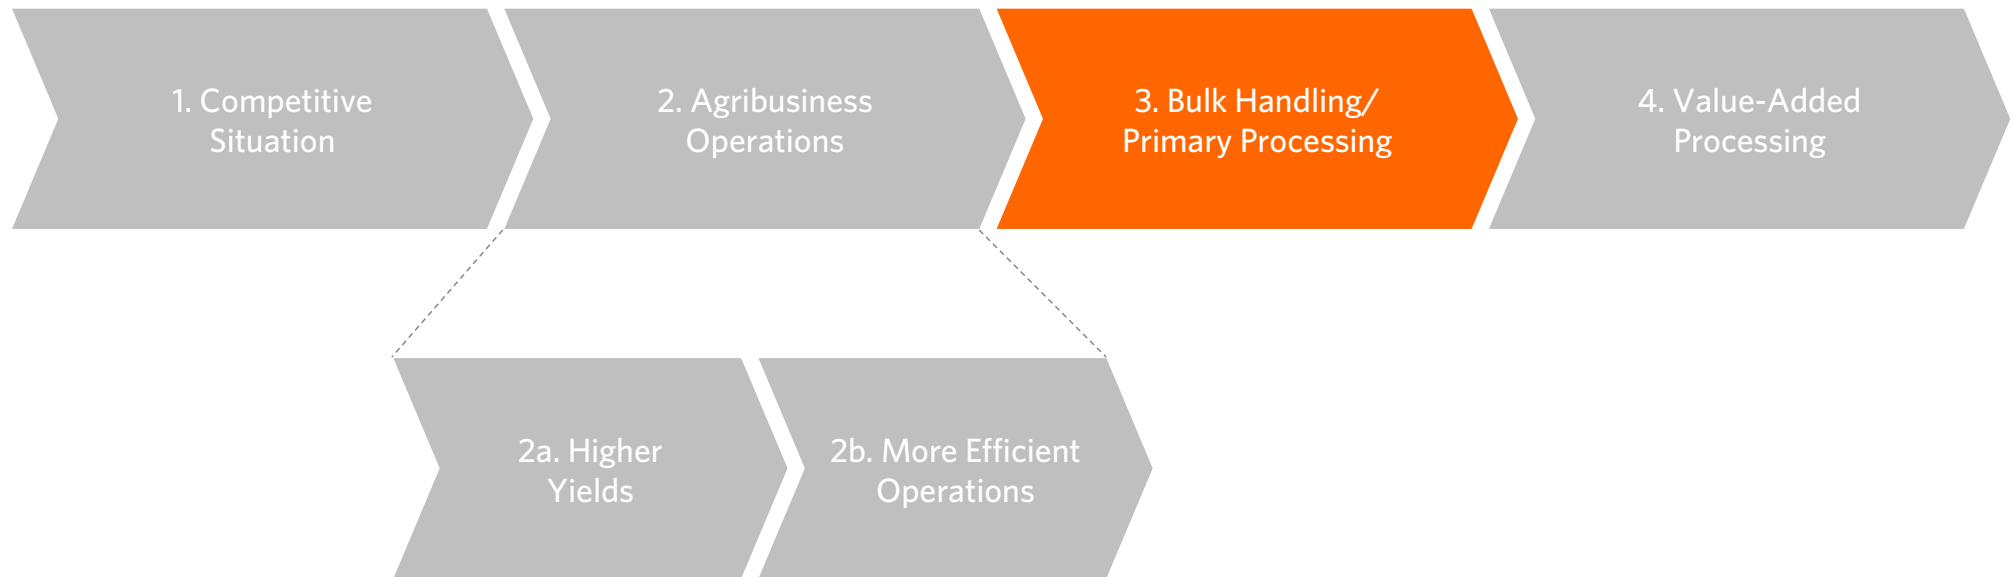 1. Competitive
Situation
2. Agribusiness
Operations
3. Bulk Handling/
Primary Processing
4. Value-Added
Processing
2a. Higher
Yields
2b. More Efficient
Operations